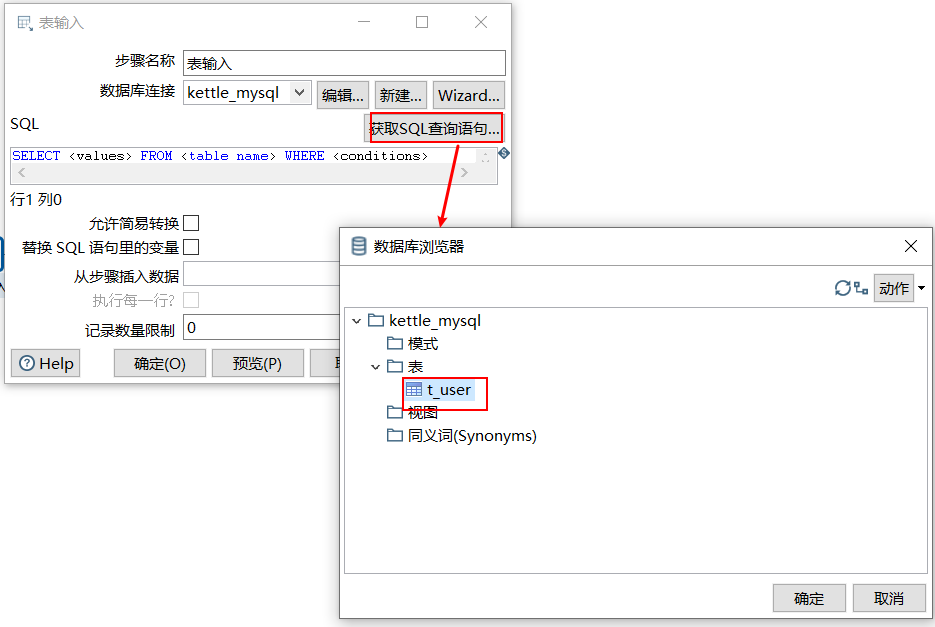 表输入
步骤名称 表输入
数据库连接 kettle_mysql 编辑... 新建... Wizard...
SQL 获取SQL查询语句...
SELECT <values> FROM <table name> WHERE <conditions>
行1 列0
允许简易转换
替换 SQL 语句里的变量
从步骤插入数据
执行每一行?
记录数量限制 0
Help 确定(O) 预览(P)
数据库浏览器
动作
kettle_mysql
模式
表
t_user
视图
同义词(Synonyms)
确定 取消